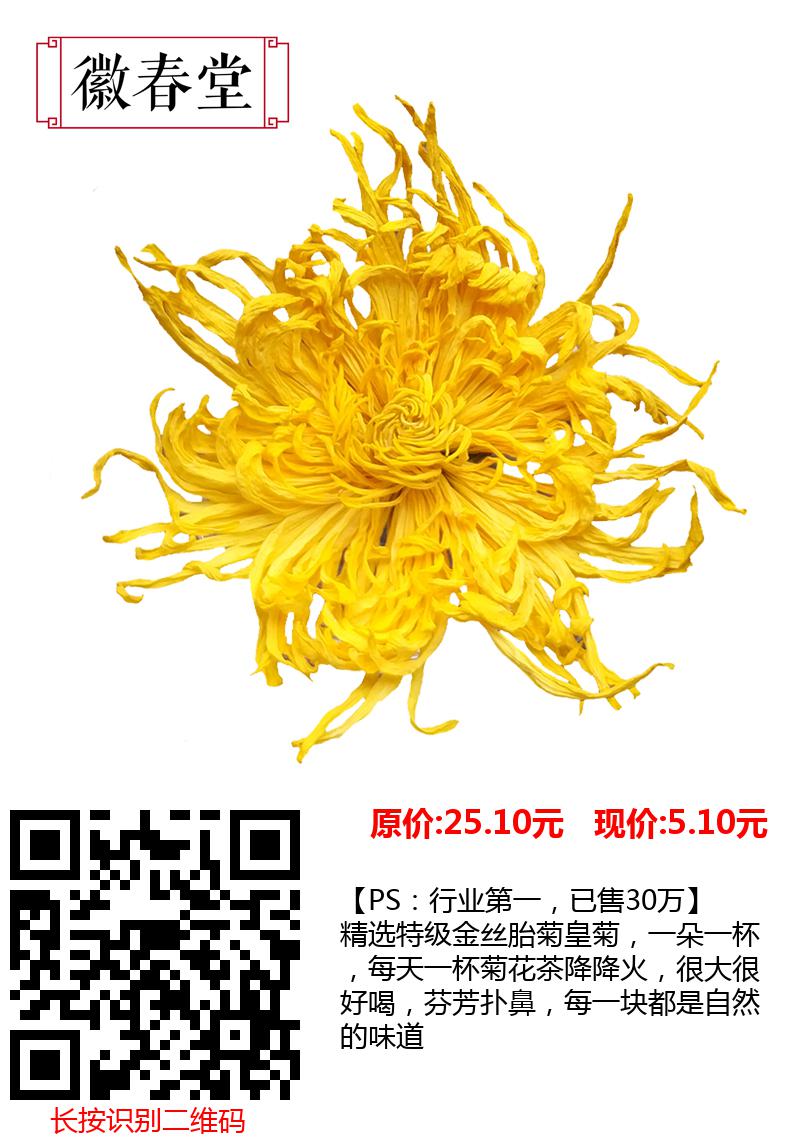 徽春堂
原价:25.10元 现价:5.10元
【PS：行业第一，已售30万】
精选特级金丝胎菊皇菊，一朵一杯
，每天一杯菊花茶降降火，很大很
好喝，芬芳扑鼻，每一块都是自然
的味道
长按识别二维码